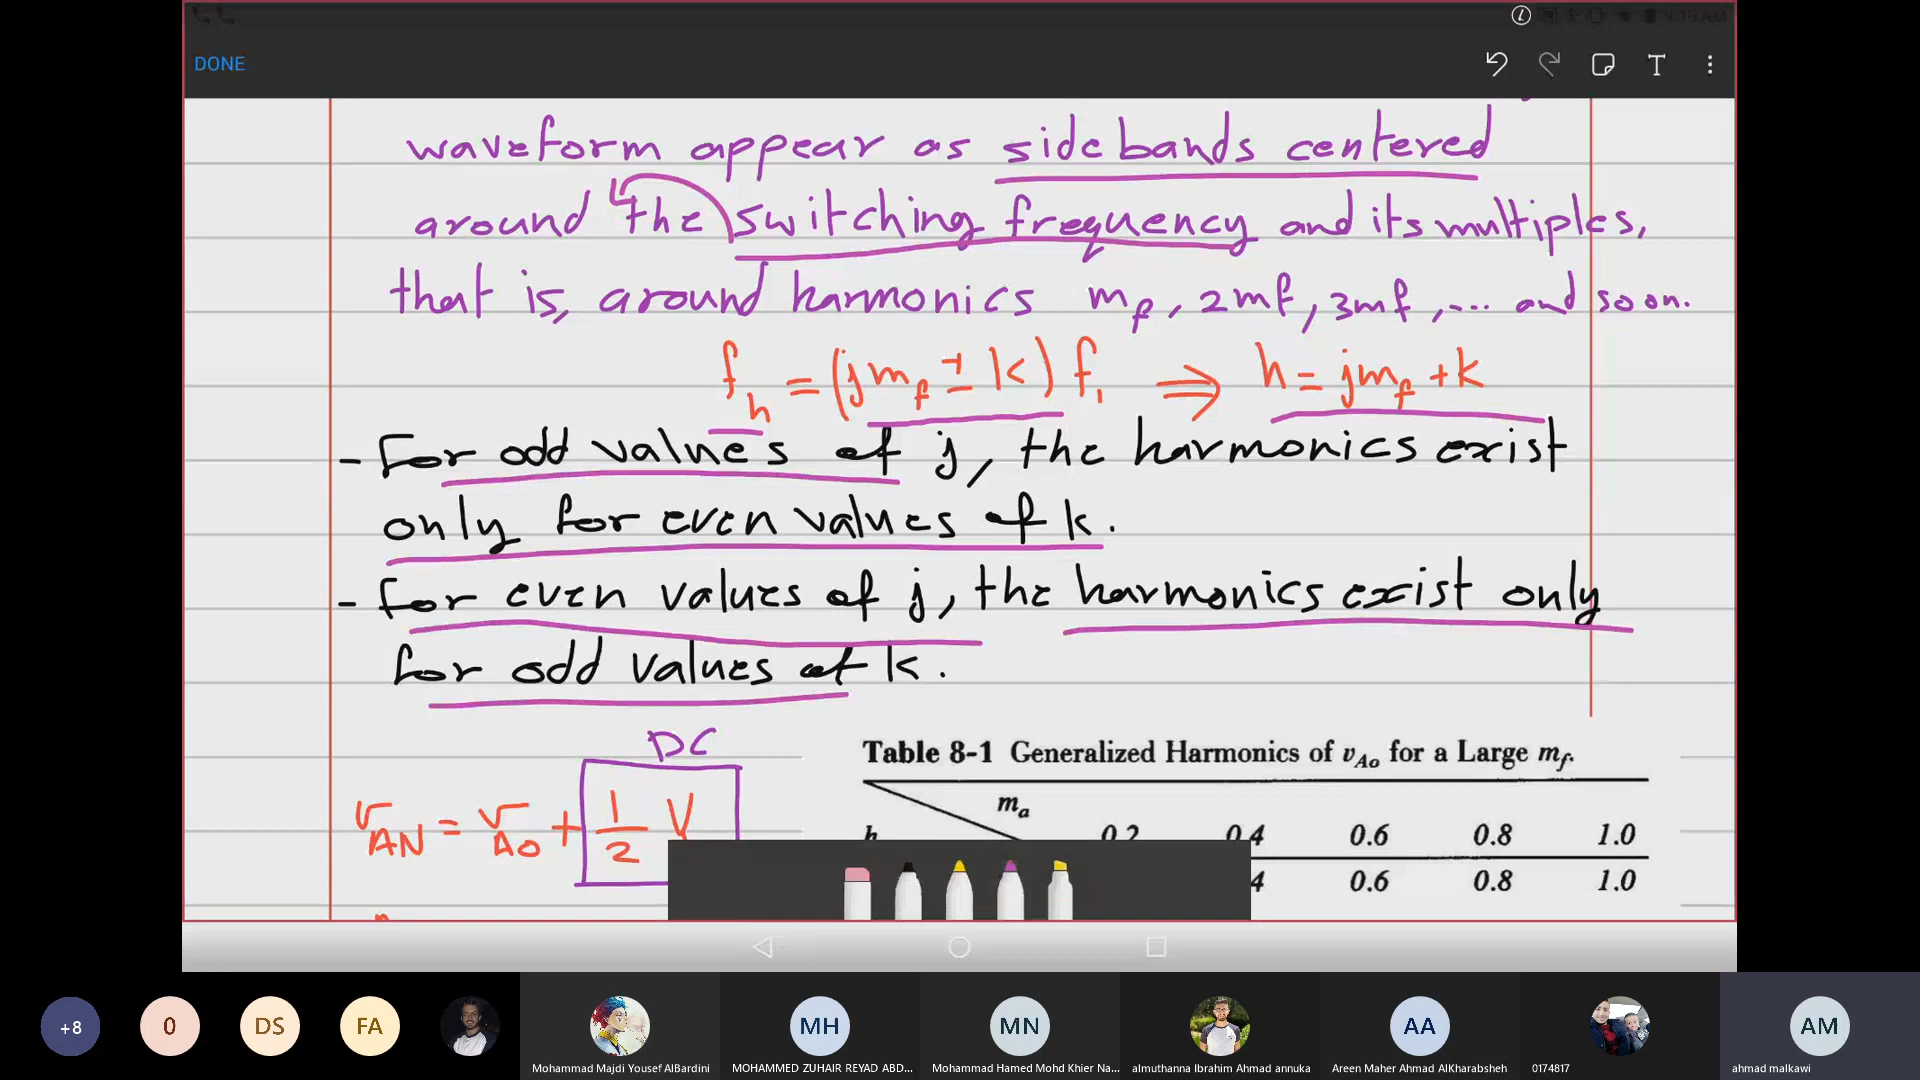 9:10 AM
DONE
T
waveform appear as side bands centered
around the switching frequency and its multiples,
that is, around harmonics mf, 2mf, 3mf, .... and so on.
fh = (jmf ± k) f1 ⇒ h = jmf + k
- For odd values of j, the harmonics exist
only for even values of k.
- For even values of j, the harmonics exist only
for odd values of k.
DC
vAN = vAO + 1/2 V
Table 8-1 Generalized Harmonics of vAo for a Large mf.
ma
h 0.2 0.4 0.6 0.8 1.0
4 0.6 0.8 1.0
+8
0
DS
FA
Mohammad Majdi Yousef AlBardini
MH
MOHAMMED ZUHAIR REYAD ABD...
MN
Mohammad Hamed Mohd Khier Na...
almuthanna Ibrahim Ahmad annuka
AA
Areen Maher Ahmad AlKharabsheh
0174817
AM
ahmad malkawi